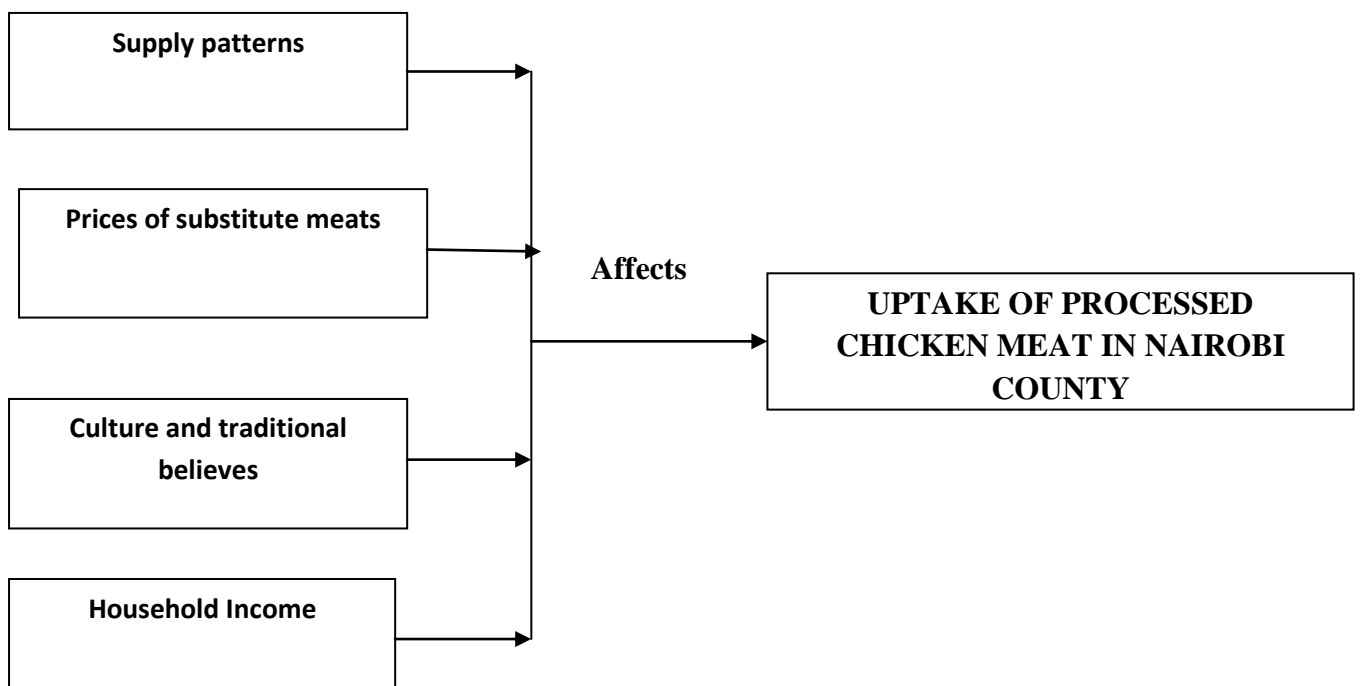 Supply patterns
Prices of substitute meats
Affects
UPTAKE OF PROCESSED
CHICKEN MEAT IN NAIROBI
COUNTY
Culture and traditional
believes
Household Income